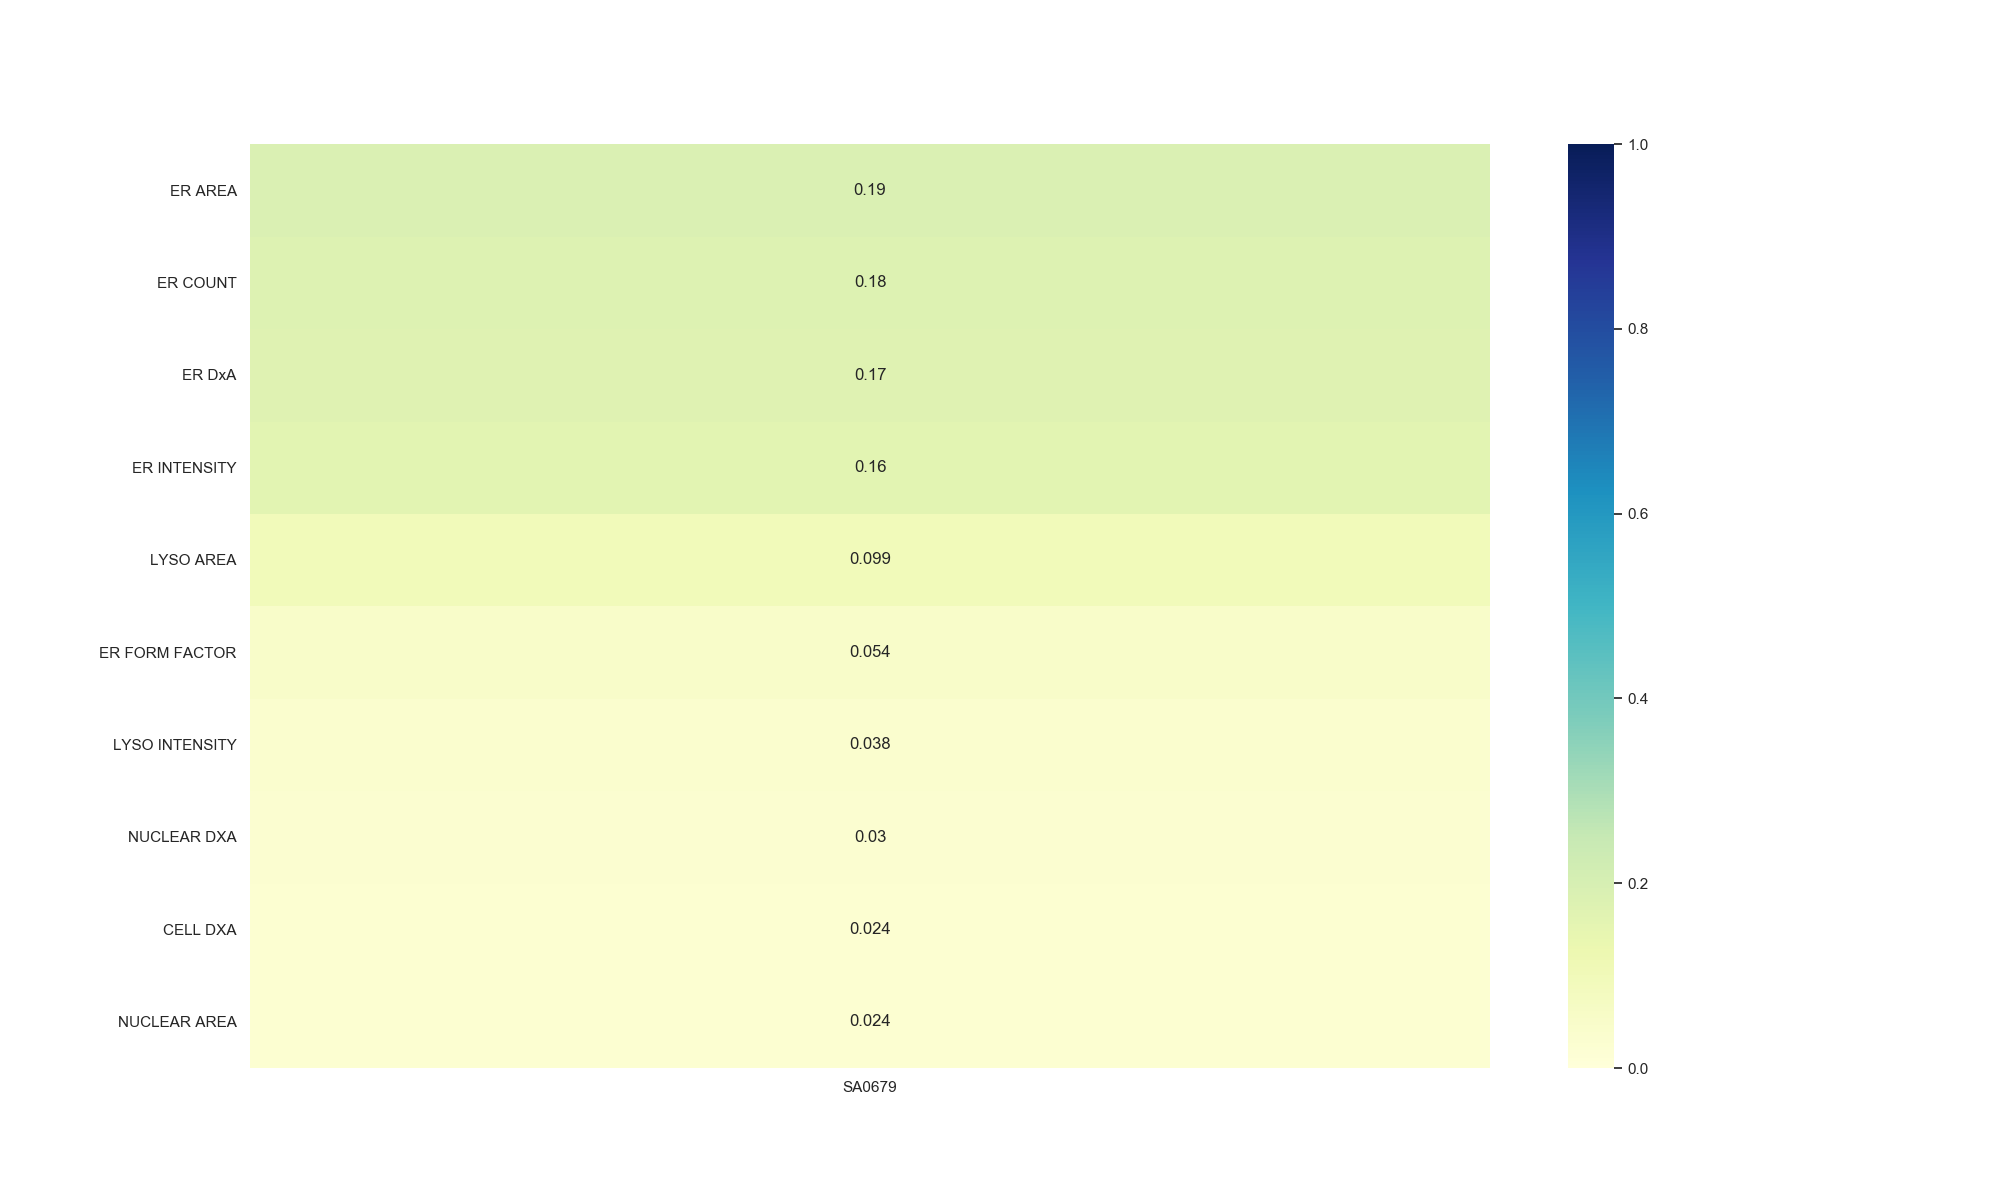 ER AREA 0.19
ER COUNT 0.18
ER DxA 0.17
ER INTENSITY 0.16
LYSO AREA 0.099
ER FORM FACTOR 0.054
LYSO INTENSITY 0.038
NUCLEAR DXA 0.03
CELL DXA 0.024
NUCLEAR AREA 0.024
SA0679
1.0
0.8
0.6
0.4
0.2
0.0